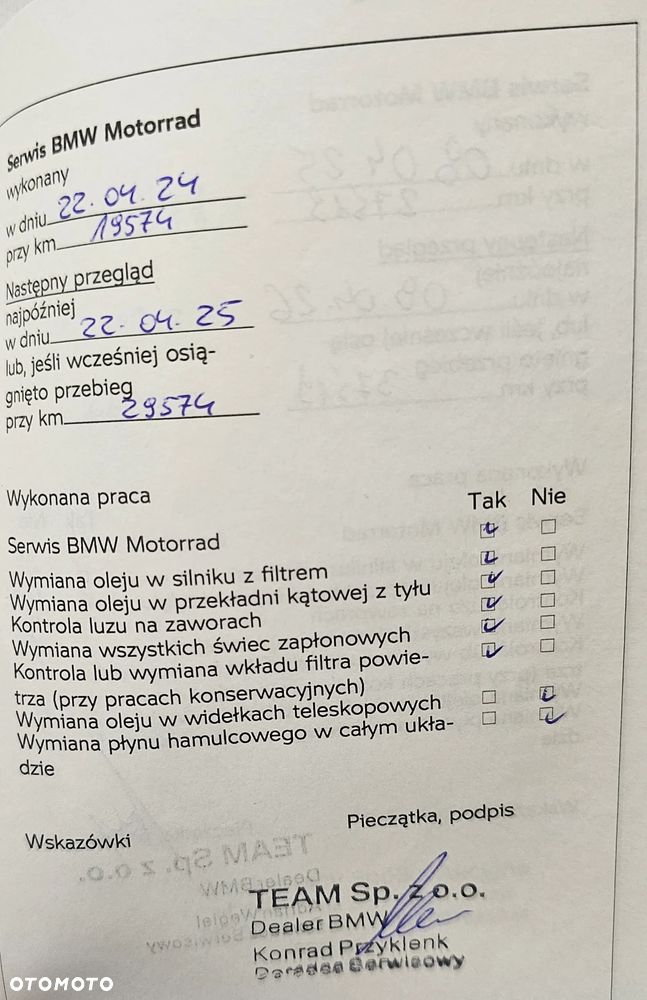 Serwis BMW Motorrad
wykonany
w dniu 22.04.24
przy km 19574
Następny przegląd
najpóźniej
w dniu 22.04.25
lub, jeśli wcześniej osią-
gnięto przebieg
przy km 29574
Wykonana praca Tak Nie
Serwis BMW Motorrad
Wymiana oleju w silniku z filtrem
Wymiana oleju w przekładni kątowej z tyłu
Kontrola luzu na zaworach
Wymiana wszystkich świec zapłonowych
Kontrola lub wymiana wkładu filtra powie-
trza (przy pracach konserwacyjnych)
Wymiana oleju w widełkach teleskopowych
Wymiana płynu hamulcowego w całym ukła-
dzie
Wskazówki
Pieczątka, podpis
TEAM Sp. z o.o.
Dealer BMW
Konrad Przyklenk
Doradca Serwisowy
OTOMOTO